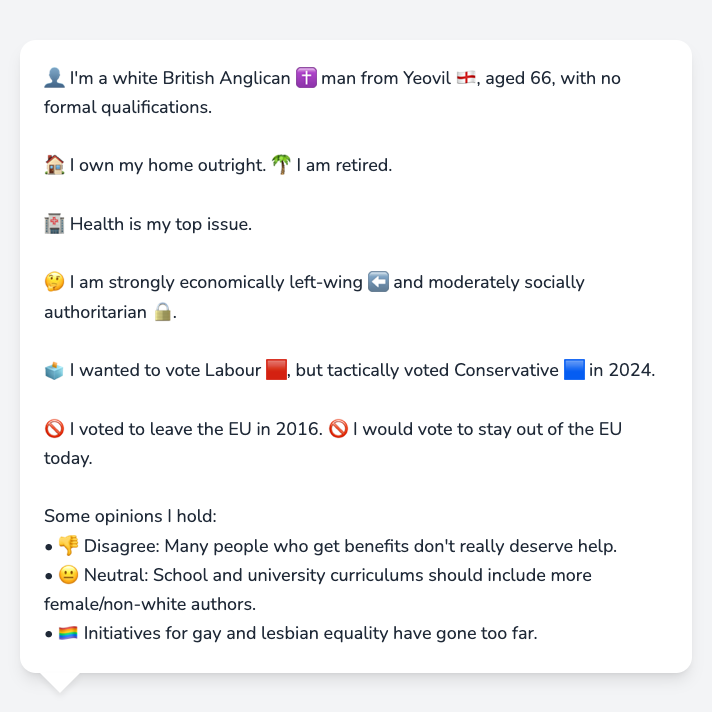 👤 I'm a white British Anglican ✝️ man from Yeovil 🏴󠁧󠁢󠁥󠁮󠁧󠁿, aged 66, with no
formal qualifications.
🏠 I own my home outright. 🌴 I am retired.
🏥 Health is my top issue.
🤔 I am strongly economically left-wing ⬅️ and moderately socially
authoritarian 🔒.
🗳️ I wanted to vote Labour 🟥, but tactically voted Conservative 🟦 in 2024.
🚫 I voted to leave the EU in 2016. 🚫 I would vote to stay out of the EU
today.
Some opinions I hold:
• 👎 Disagree: Many people who get benefits don't really deserve help.
• 😐 Neutral: School and university curriculums should include more
female/non-white authors.
• 🏳️‍🌈 Initiatives for gay and lesbian equality have gone too far.